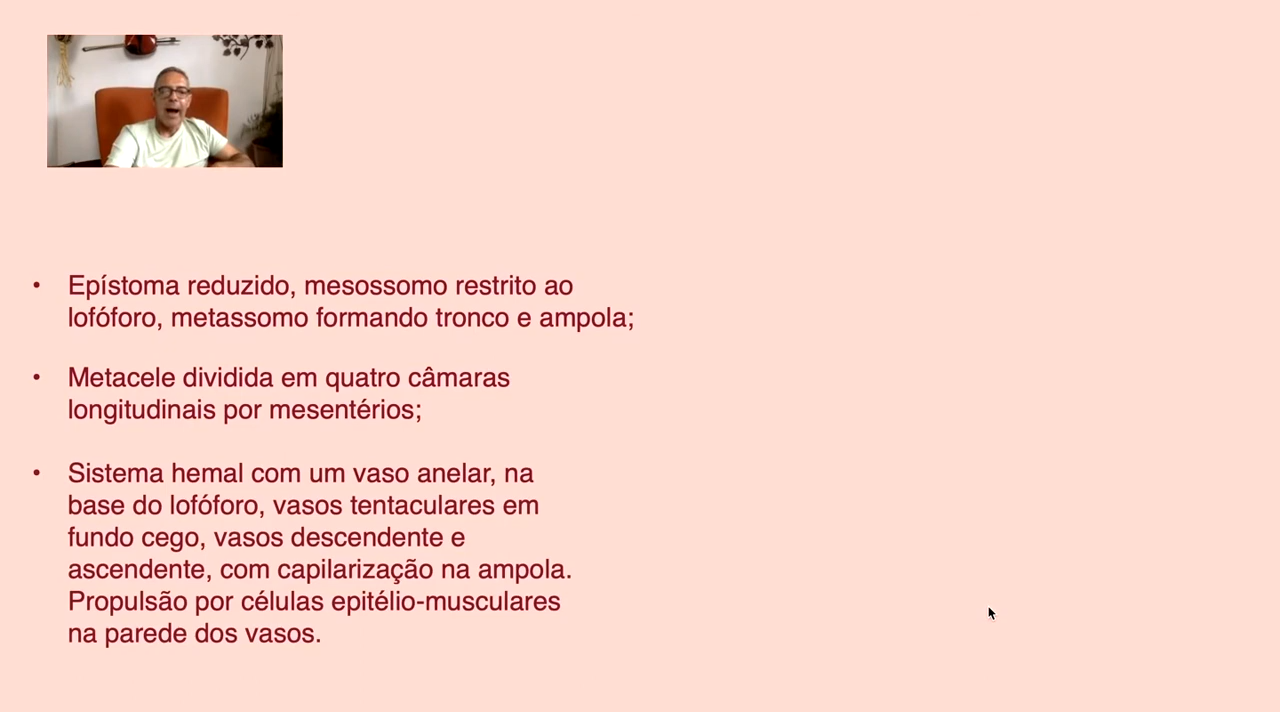 • Epístoma reduzido, mesossomo restrito ao
lofóforo, metassomo formando tronco e ampola;
• Metacele dividida em quatro câmaras
longitudinais por mesentérios;
• Sistema hemal com um vaso anelar, na
base do lofóforo, vasos tentaculares em
fundo cego, vasos descendente e
ascendente, com capilarização na ampola.
Propulsão por células epitélio-musculares
na parede dos vasos.